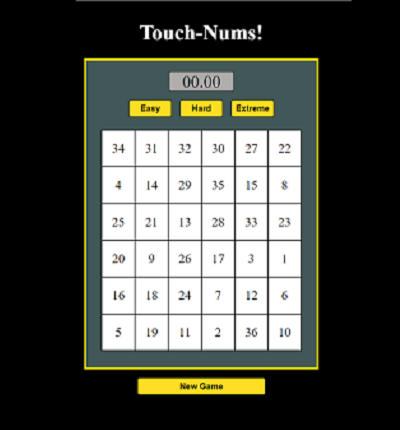 Touch-Nums!
00.00
Easy Hard Extreme
34 31 32 30 27 22
4 14 29 35 15 8
25 21 13 28 33 23
20 9 26 17 3 1
16 18 24 7 12 6
5 19 11 2 36 10
New Game